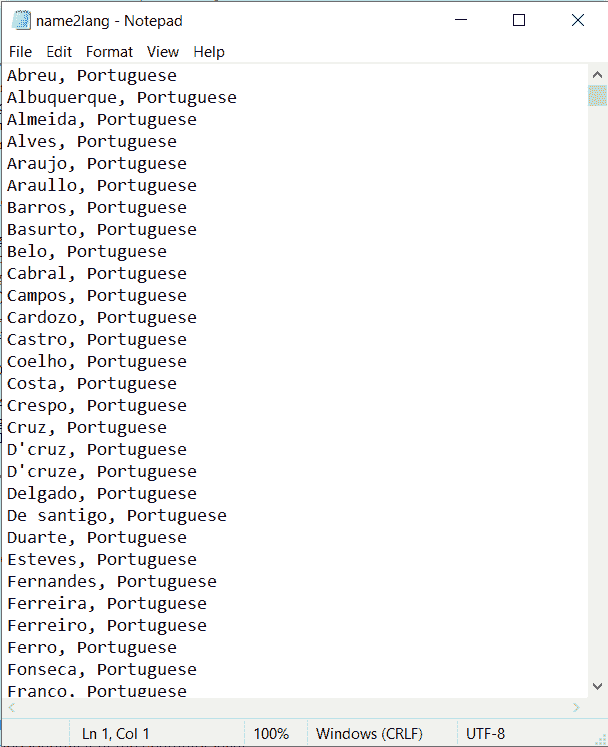 name2lang - Notepad
File Edit Format View Help
Abreu, Portuguese
Albuquerque, Portuguese
Almeida, Portuguese
Alves, Portuguese
Araujo, Portuguese
Araullo, Portuguese
Barros, Portuguese
Basurto, Portuguese
Belo, Portuguese
Cabral, Portuguese
Campos, Portuguese
Cardozo, Portuguese
Castro, Portuguese
Coelho, Portuguese
Costa, Portuguese
Crespo, Portuguese
Cruz, Portuguese
D'cruz, Portuguese
D'cruze, Portuguese
Delgado, Portuguese
De santigo, Portuguese
Duarte, Portuguese
Esteves, Portuguese
Fernandes, Portuguese
Ferreira, Portuguese
Ferreiro, Portuguese
Ferro, Portuguese
Fonseca, Portuguese
Franco, Portuguese
Ln 1, Col 1 100% Windows (CRLF) UTF-8